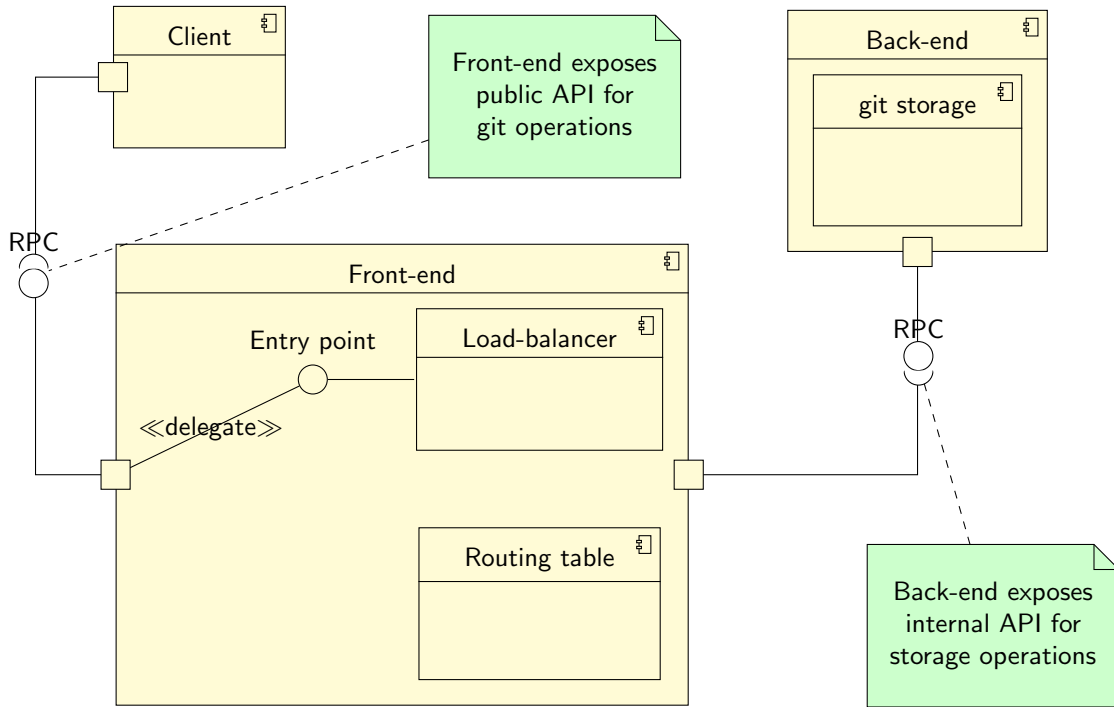 Client
Front-end exposes
public API for
git operations
Back-end
git storage
RPC
Front-end
Load-balancer
Entry point
RPC
≪delegate≫
Routing table
Back-end exposes
internal API for
storage operations